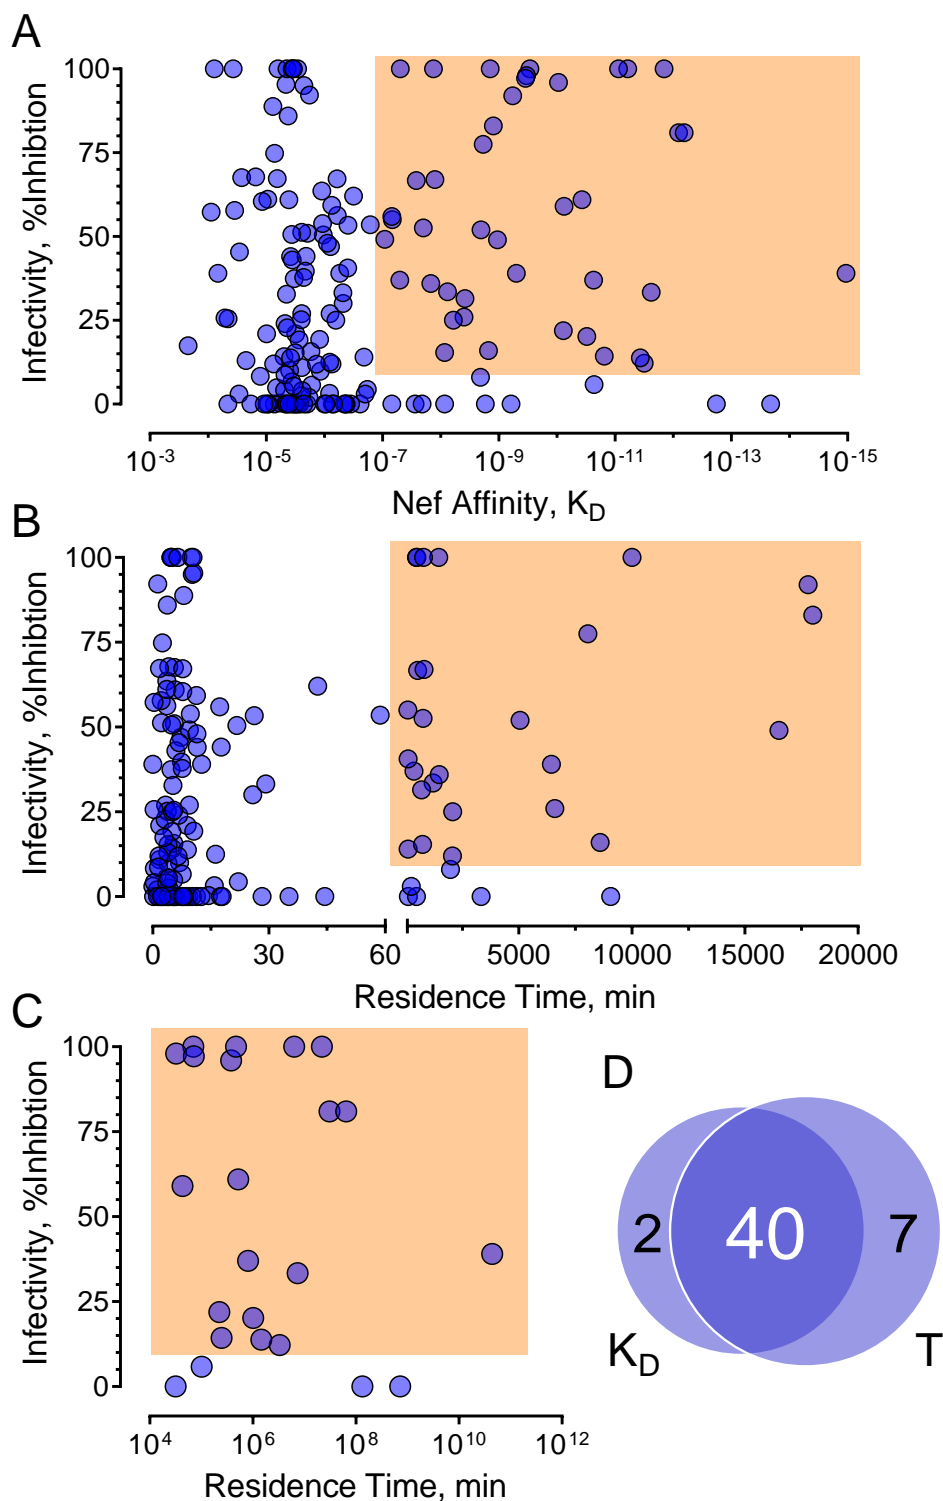 A
Infectivity, %Inhibtion
100
75
50
25
0
10-3 10-5 10-7 10-9 10-11 10-13 10-15
Nef Affinity, KD
B
Infectivity, %Inhibtion
100
75
50
25
0
0 30 60 5000 10000 15000 20000
Residence Time, min
C
Infectivity, %Inhibtion
100
75
50
25
0
104 106 108 1010 1012
Residence Time, min
D
2 40 7
KD T